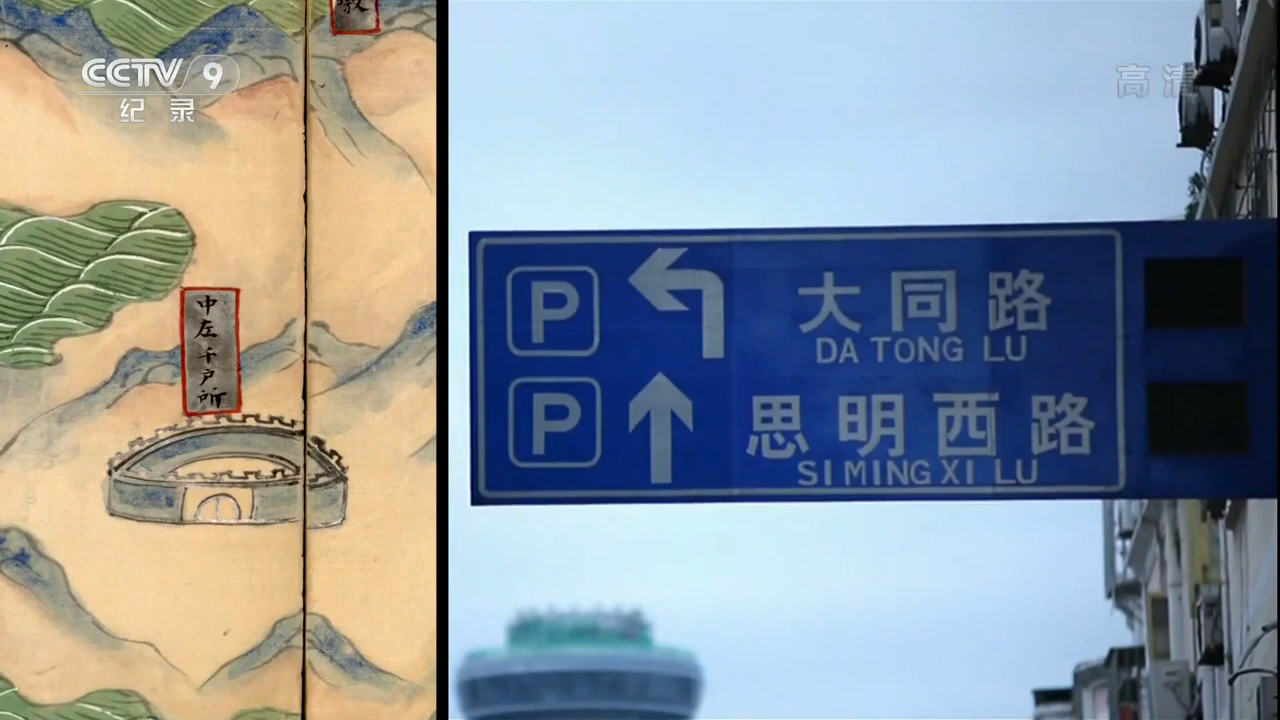 CCTV 9
纪录
高清
中左千户所
P 大同路
DA TONG LU
P 思明西路
SI MING XI LU